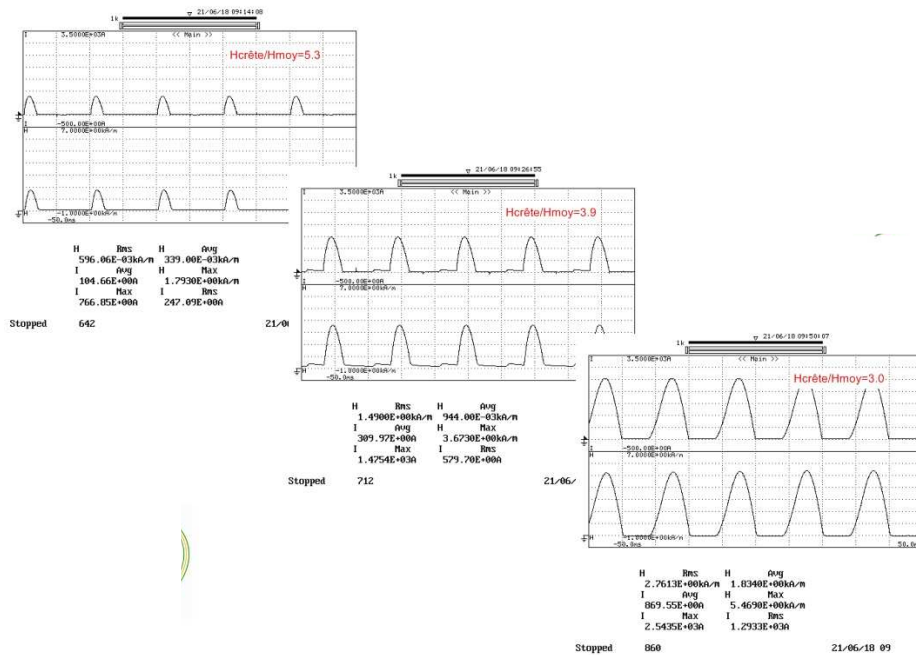 21/06/18 09:14:08
1k
I 3.5000E+03A << Main >>
Hcrête/Hmoy=5.3
I -500.00E+00A
H 7.0000E+00kA/m
H -1.0000E+00kA/m
-50.0ms
H Rms H Avg
596.06E-03kA/m 339.00E-03kA/m
I Avg H Max
104.66E+00A 1.7930E+00kA/m
I Max I Rms
766.85E+00A 247.09E+00A
Stopped 642 21/0
21/06/18 09:26:55
1k
I 3.5000E+03A << Main >>
Hcrête/Hmoy=3.9
I -500.00E+00A
H 7.0000E+00kA/m
H -1.0000E+00kA/m
-50.0ms
H Rms H Avg
1.4900E+00kA/m 944.00E-03kA/m
I Avg H Max
309.97E+00A 3.6730E+00kA/m
I Max I Rms
1.4754E+03A 579.70E+00A
Stopped 712 21/06/
21/06/18 09:50:07
1k
I 3.5000E+03A << Main >>
Hcrête/Hmoy=3.0
I -500.00E+00A
H 7.0000E+00kA/m
H -1.0000E+00kA/m
-50.0ms 50.0
H Rms H Avg
2.7613E+00kA/m 1.8340E+00kA/m
I Avg H Max
869.55E+00A 5.4690E+00kA/m
I Max I Rms
2.5435E+03A 1.2933E+03A
Stopped 860 21/06/18 09